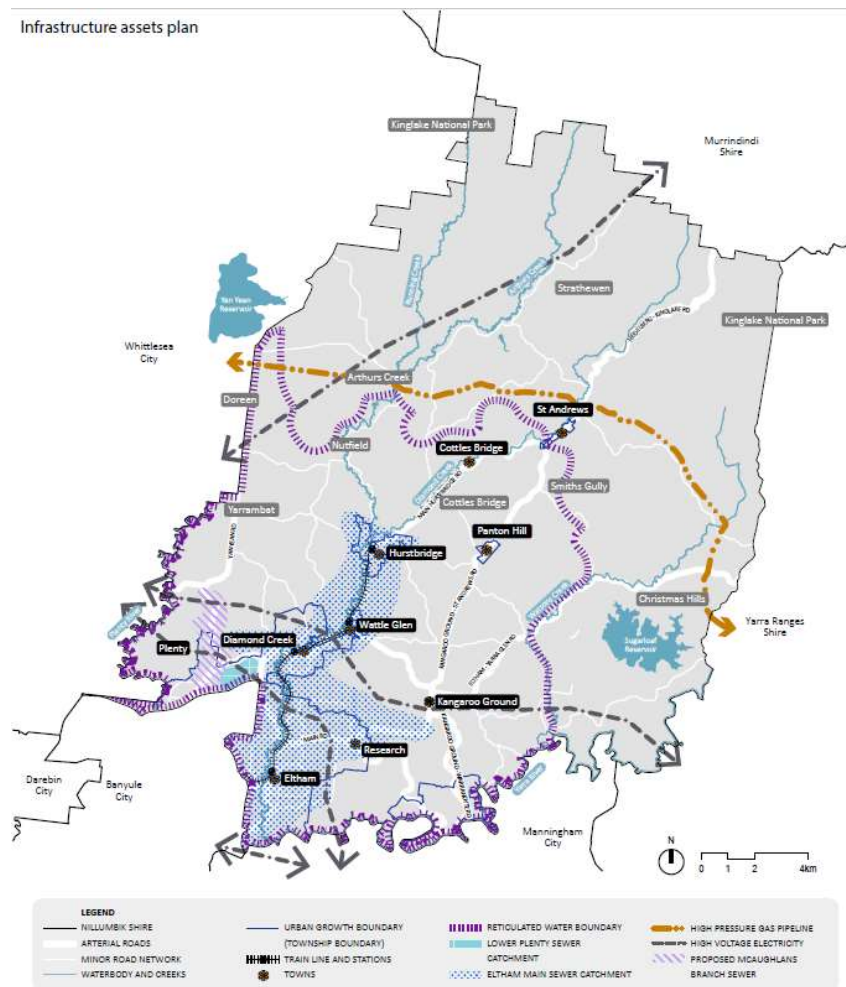 Infrastructure assets plan
Kinglake National Park
Murrindindi
Shire
Yan Yean
Reservoir
Strathewen
Kinglake National Park
Whittlesea
City
Arthurs Creek
Doreen
St Andrews
Nutfield
Cottles Bridge
Smiths Gully
Cottles Bridge
Yarrambat
Panton Hill
Hurstbridge
Christmas Hills
Yarra Ranges
Shire
Sugarloaf
Reservoir
Wattle Glen
Diamond Creek
Plenty
Kangaroo Ground
MAIN RD
Research
Eltham
Darebin
City
Banyule
City
Manningham
City
N
0 1 2 4km
LEGEND
NILLUMBIK SHIRE
ARTERIAL ROADS
MINOR ROAD NETWORK
WATERBODY AND CREEKS
URBAN GROWTH BOUNDARY
(TOWNSHIP BOUNDARY)
TRAIN LINE AND STATIONS
TOWNS
RETICULATED WATER BOUNDARY
LOWER PLENTY SEWER
CATCHMENT
ELTHAM MAIN SEWER CATCHMENT
HIGH PRESSURE GAS PIPELINE
HIGH VOLTAGE ELECTRICITY
PROPOSED MCAUGHLANS
BRANCH SEWER